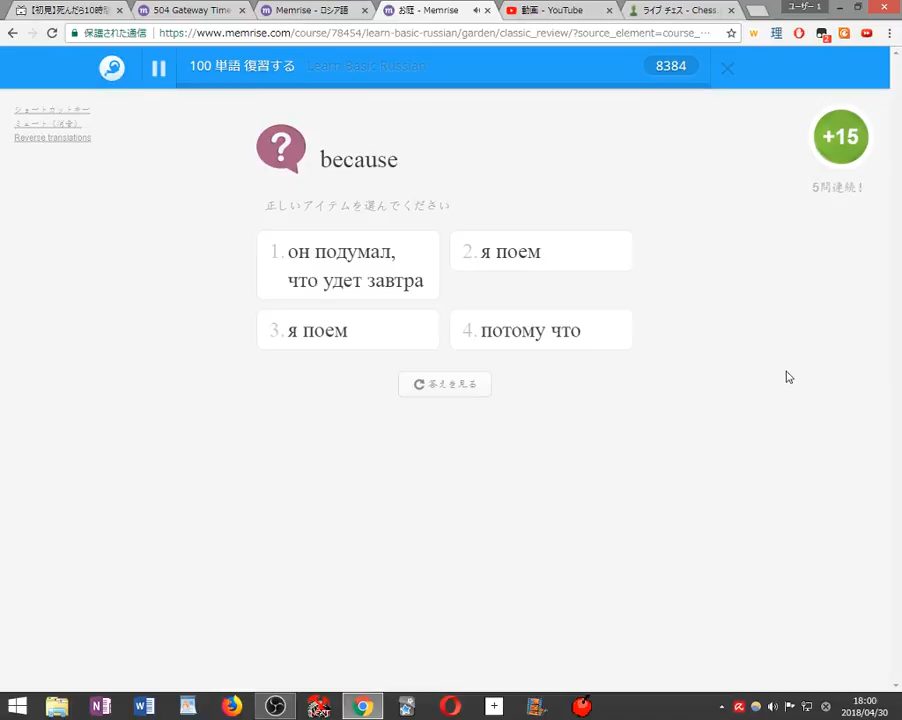 【初見】死んだら10時
504 Gateway Time
Memrise - ロシア語
お庭 - Memrise
動画 - YouTube
ライブ チェス - Chess
ユーザー 1
保護された通信
https://www.memrise.com/course/78454/learn-basic-russian/garden/classic_review/?source_element=course_…
100 単語 復習する
Learn Basic Russian
8384
ショートカットキー
ミュート（消音）
Reverse translations
+15
5問連続！
? because
正しいアイテムを選んでください
1. он подумал, что удет завтра
2. я поем
3. я поем
4. потому что
答えを見る
18:00
2018/04/30